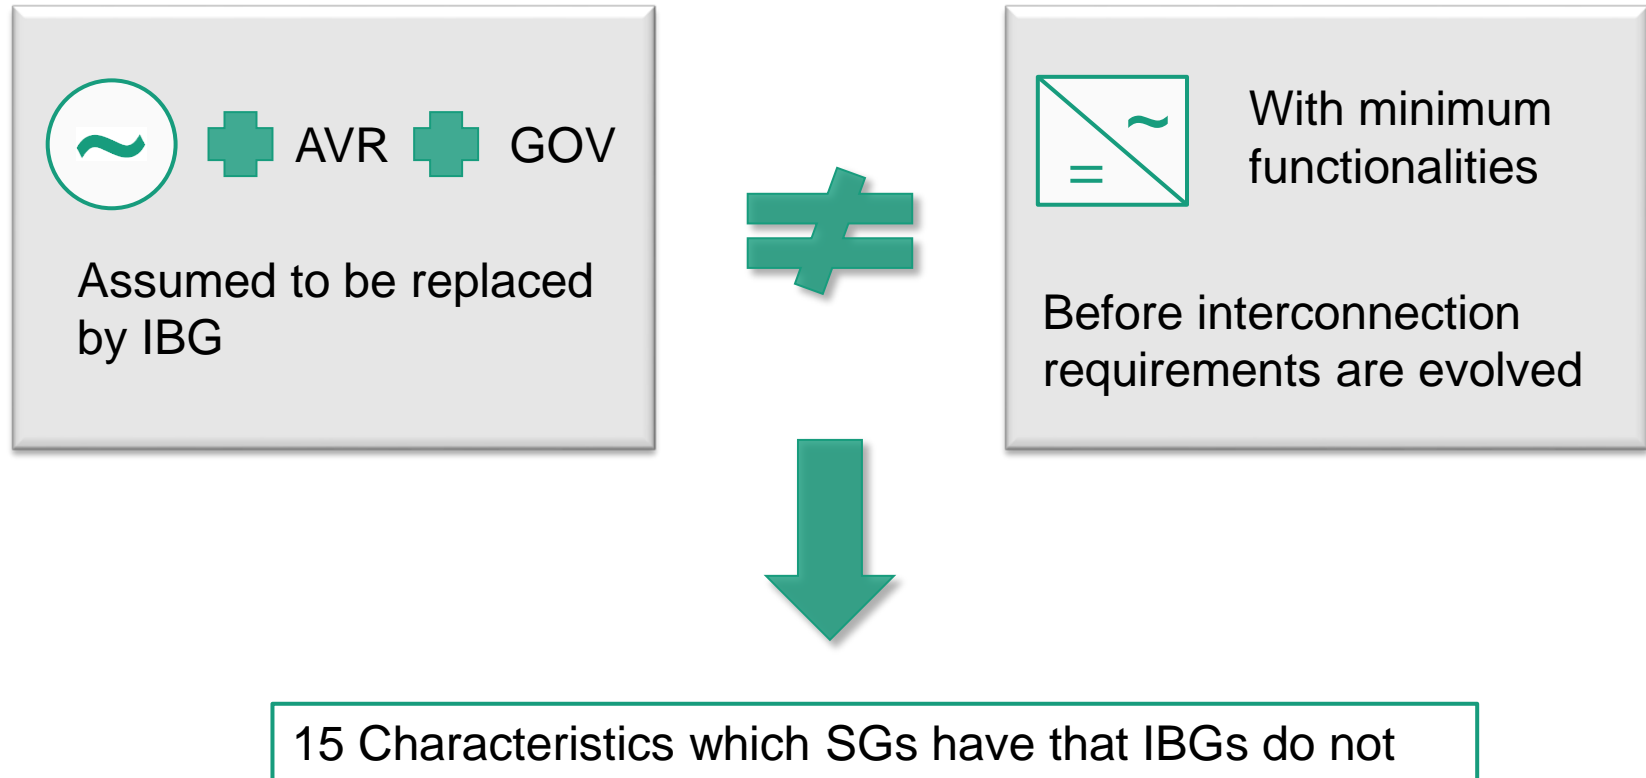 ~ AVR GOV
Assumed to be replaced
by IBG
≠
~
=
With minimum
functionalities
Before interconnection
requirements are evolved
15 Characteristics which SGs have that IBGs do not